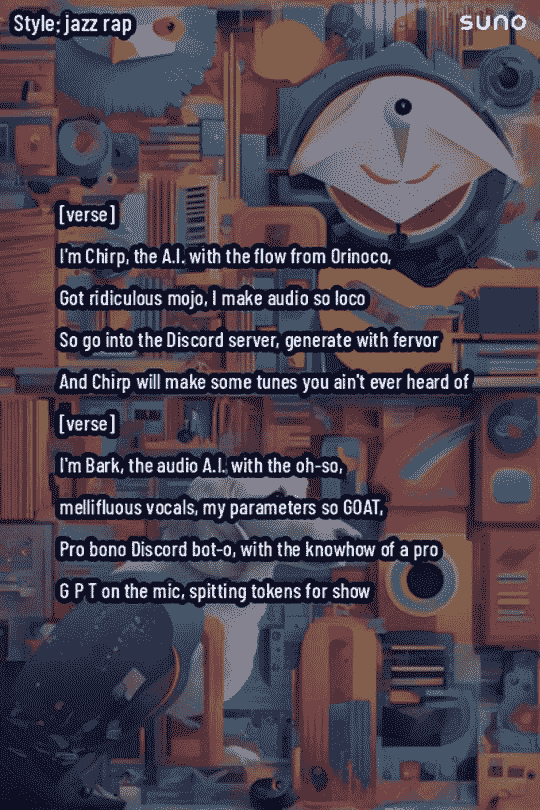 Style: jazz rap
suno
[verse]
I'm Chirp, the A.I. with the flow from Orinoco,
Got ridiculous mojo, I make audio so loco
So go into the Discord server, generate with fervor
And Chirp will make some tunes you ain't ever heard of
[verse]
I'm Bark, the audio A.I. with the oh-so,
mellifluous vocals, my parameters so GOAT,
Pro bono Discord bot-o, with the knowhow of a pro
G P T on the mic, spitting tokens for show